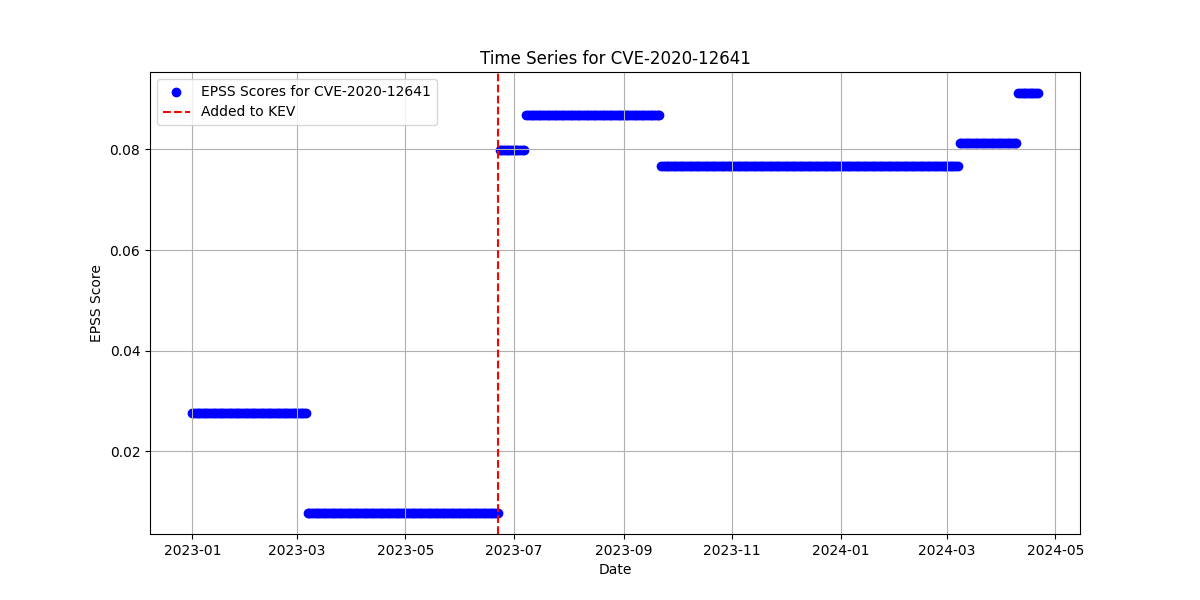 Time Series for CVE-2020-12641
EPSS Scores for CVE-2020-12641
Added to KEV
0.08
0.06
0.04
0.02
EPSS Score
2023-01 2023-03 2023-05 2023-07 2023-09 2023-11 2024-01 2024-03 2024-05
Date